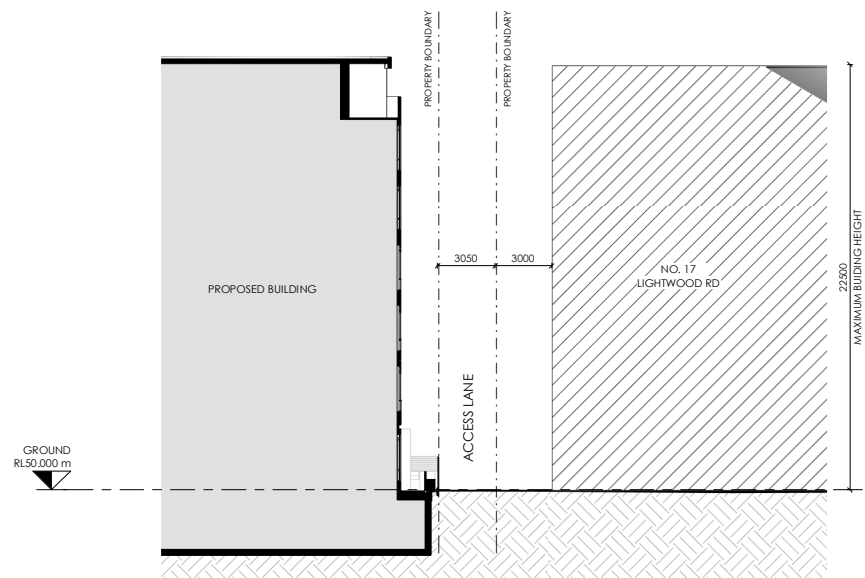 PROPERTY BOUNDARY
PROPERTY BOUNDARY
3050
3000
NO. 17
LIGHTWOOD RD
PROPOSED BUILDING
22500
MAXIMUM BUIDING HEIGHT
ACCESS LANE
GROUND
RL50.000 m